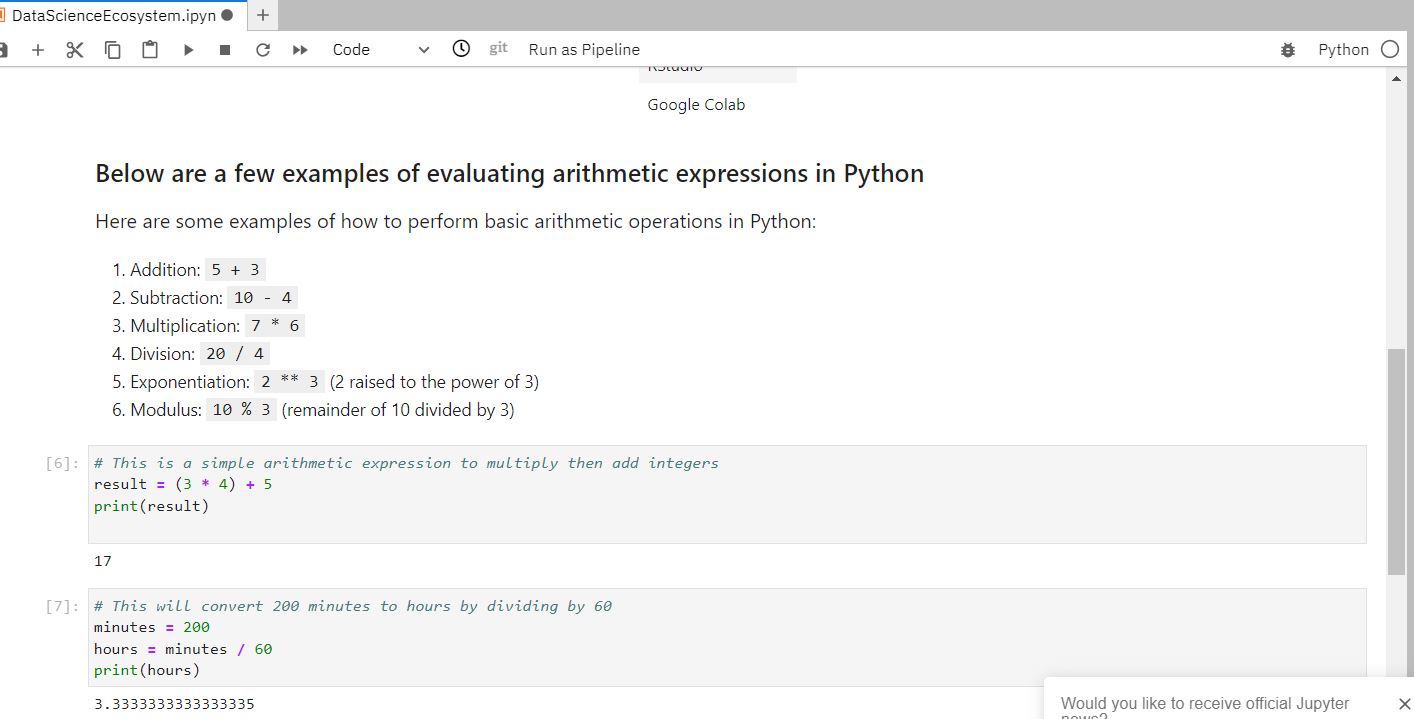 DataScienceEcosystem.ipyn
Code git Run as Pipeline Python
RStudio
Google Colab
Below are a few examples of evaluating arithmetic expressions in Python
Here are some examples of how to perform basic arithmetic operations in Python:
1. Addition: 5 + 3
2. Subtraction: 10 - 4
3. Multiplication: 7 * 6
4. Division: 20 / 4
5. Exponentiation: 2 ** 3 (2 raised to the power of 3)
6. Modulus: 10 % 3 (remainder of 10 divided by 3)
[6]: # This is a simple arithmetic expression to multiply then add integers
result = (3 * 4) + 5
print(result)
17
[7]: # This will convert 200 minutes to hours by dividing by 60
minutes = 200
hours = minutes / 60
print(hours)
3.3333333333333335
Would you like to receive official Jupyter
news?